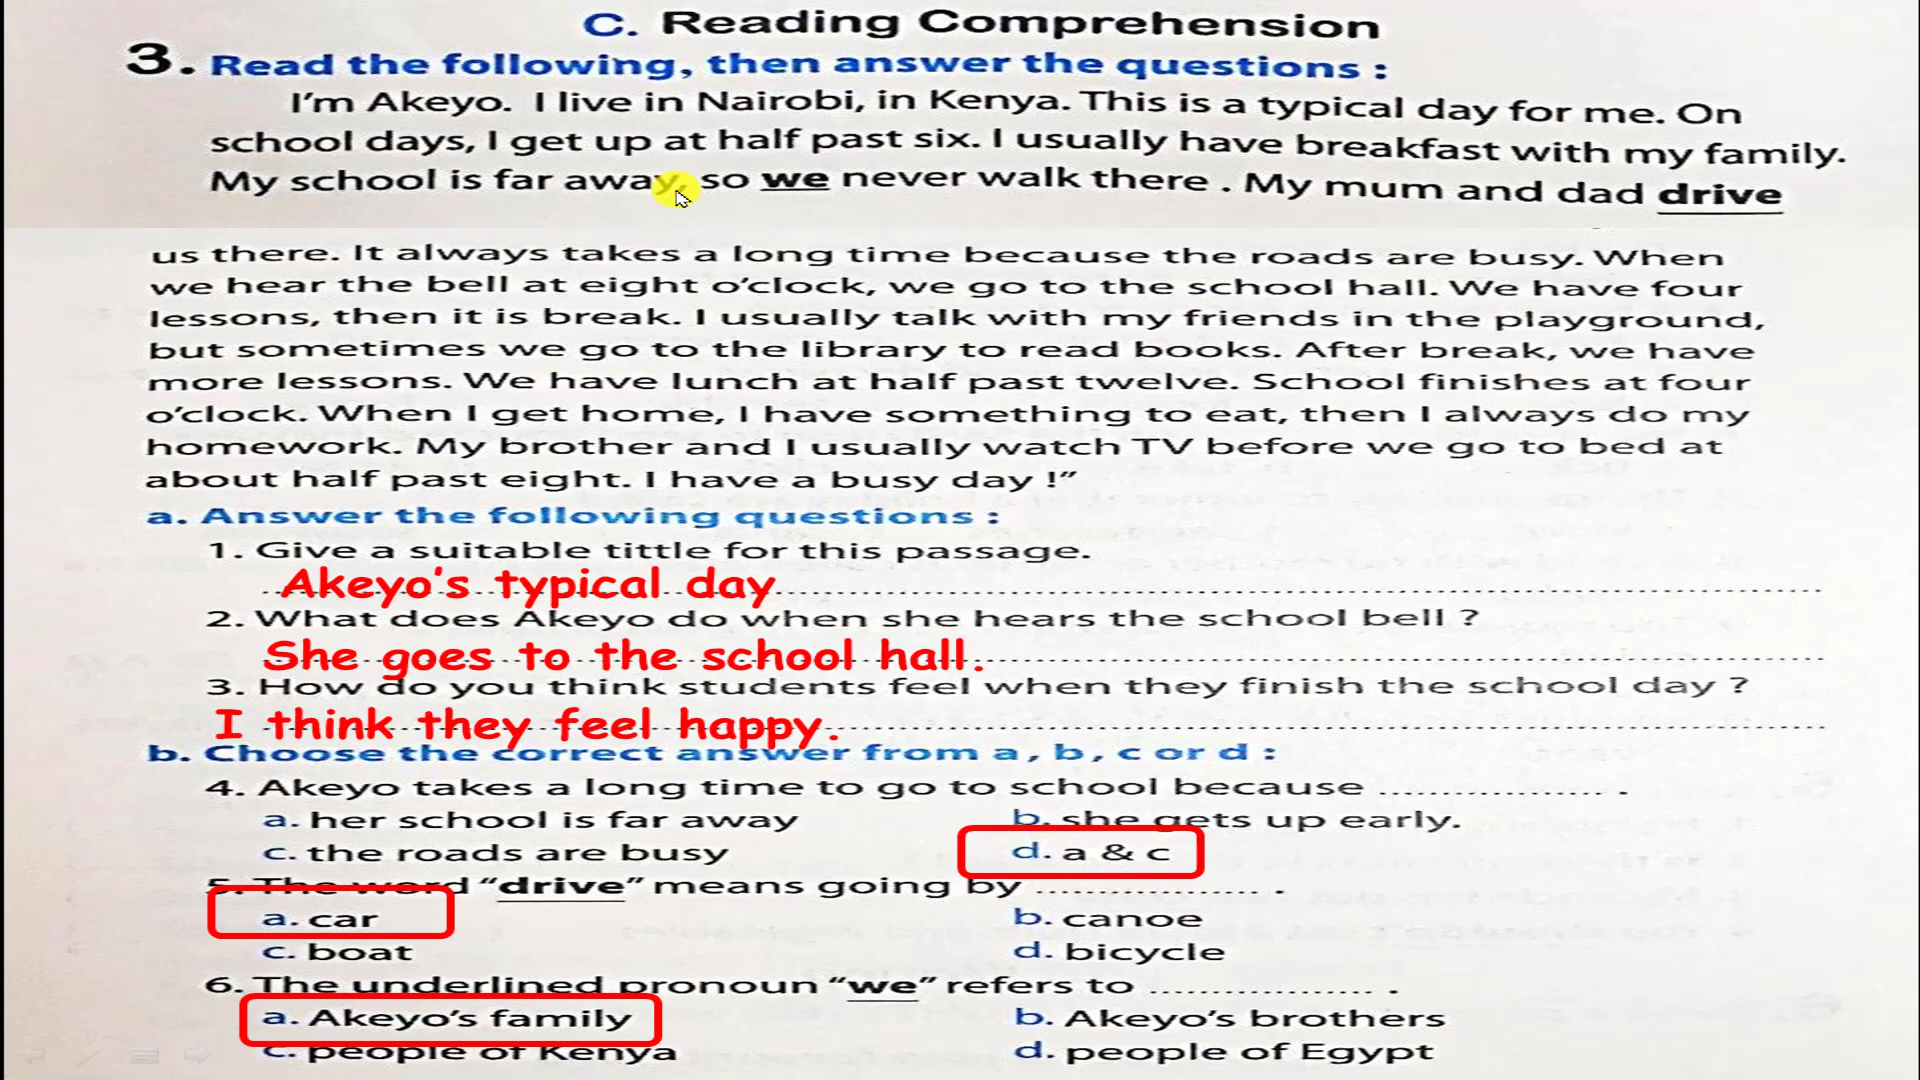 C. Reading Comprehension
3. Read the following, then answer the questions :
I'm Akeyo. I live in Nairobi, in Kenya. This is a typical day for me. On
school days, I get up at half past six. I usually have breakfast with my family.
My school is far away, so we never walk there . My mum and dad drive
us there. It always takes a long time because the roads are busy. When
we hear the bell at eight o'clock, we go to the school hall. We have four
lessons, then it is break. I usually talk with my friends in the playground,
but sometimes we go to the library to read books. After break, we have
more lessons. We have lunch at half past twelve. School finishes at four
o'clock. When I get home, I have something to eat, then I always do my
homework. My brother and I usually watch TV before we go to bed at
about half past eight. I have a busy day !"
a. Answer the following questions :
1. Give a suitable tittle for this passage.
Akeyo's typical day
2. What does Akeyo do when she hears the school bell ?
She goes to the school hall.
3. How do you think students feel when they finish the school day ?
I think they feel happy.
b. Choose the correct answer from a , b , c or d :
4. Akeyo takes a long time to go to school because .................... .
a. her school is far away b. she gets up early.
c. the roads are busy d. a & c
5. The word "drive" means going by .................... .
a. car b. canoe
c. boat d. bicycle
6. The underlined pronoun "we" refers to .................... .
a. Akeyo's family b. Akeyo's brothers
c. people of Kenya d. people of Egypt